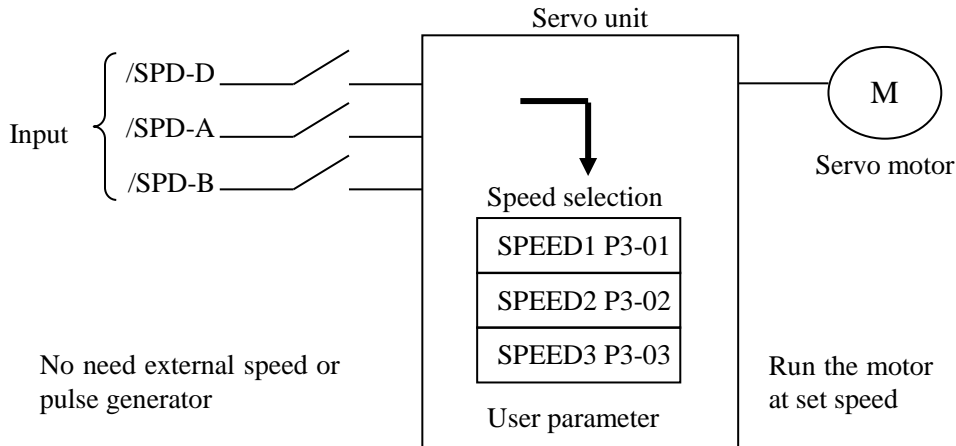 Servo unit
/SPD-D
/SPD-A
/SPD-B
Input
M
Servo motor
Speed selection
SPEED1 P3-01
SPEED2 P3-02
SPEED3 P3-03
User parameter
No need external speed or
pulse generator
Run the motor
at set speed